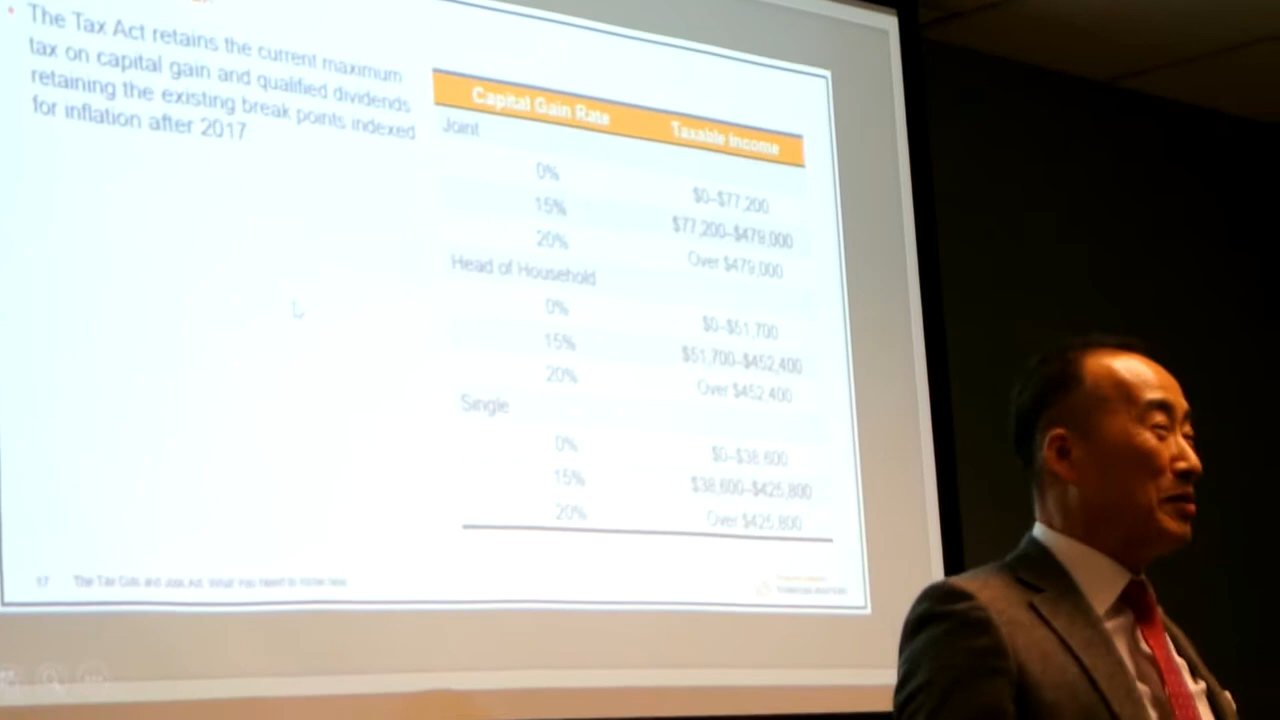 • The Tax Act retains the current maximum
tax on capital gain and qualified dividends
retaining the existing break points indexed
for inflation after 2017
Capital Gain Rate Taxable Income
Joint
0% $0–$77,200
15% $77,200–$479,000
20% Over $479,000
Head of Household
0% $0–$51,700
15% $51,700–$452,400
20% Over $452,400
Single
0% $0–$38,600
15% $38,600–$425,800
20% Over $425,800
17 The Tax Cuts and Jobs Act: What you need to know now